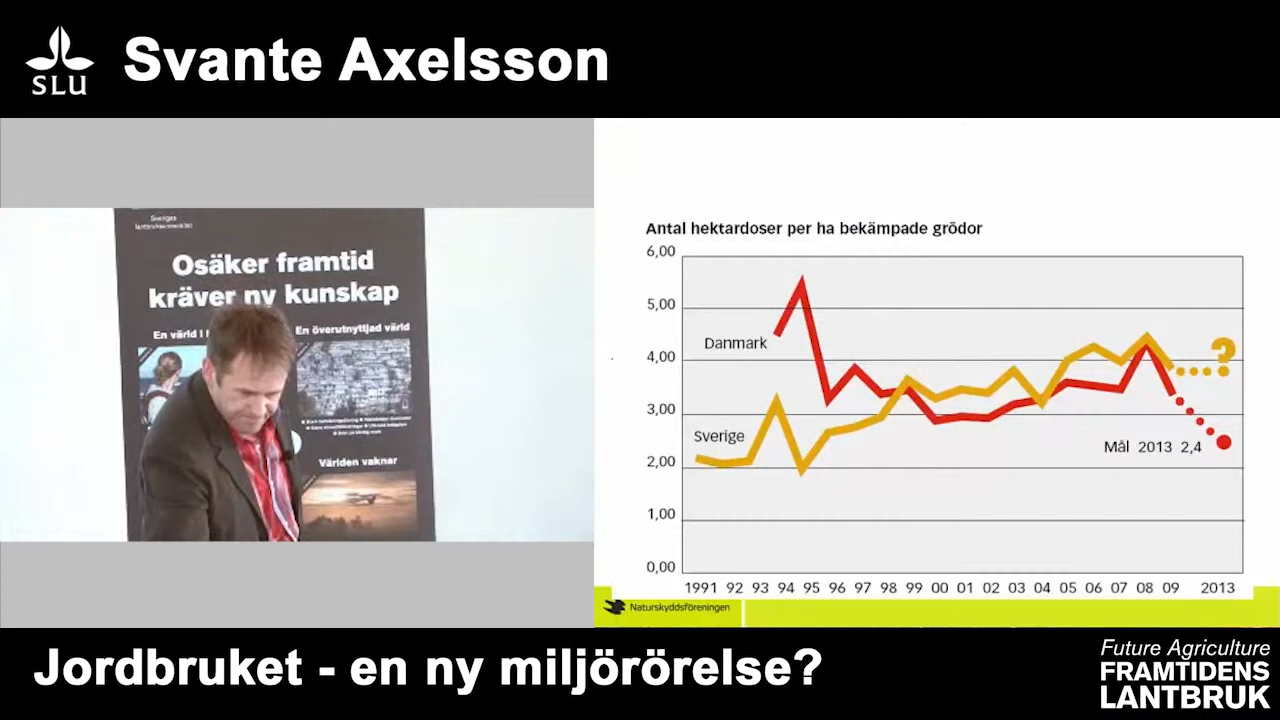 SLU
Svante Axelsson
Sveriges
lantbruksuniversitet
Osäker framtid
kräver ny kunskap
En värld i
En överutnyttjad värld
Världen vaknar
Antal hektardoser per ha bekämpade grödor
6,00
5,00
4,00
3,00
2,00
1,00
0,00
Danmark
Sverige
?
Mål 2013 2,4
1991 92 93 94 95 96 97 98 99 00 01 02 03 04 05 06 07 08 09 2013
Naturskyddsföreningen
Jordbruket - en ny miljörörelse?
Future Agriculture
FRAMTIDENS
LANTBRUK